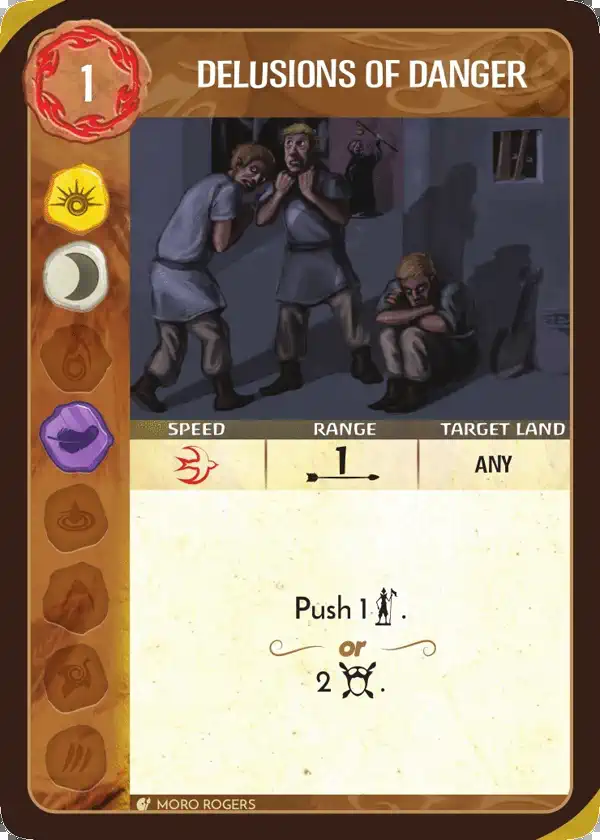 1
DELUSIONS OF DANGER
SPEED RANGE TARGET LAND
1 ANY
Push 1 .
or
2 .
MORO ROGERS